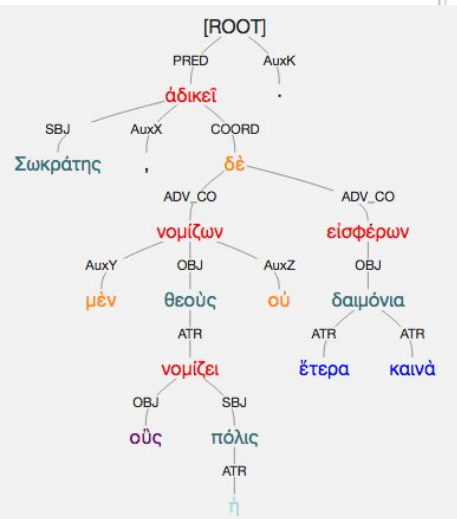 [ROOT]
PRED AuxK
ἀδικεῖ .
SBJ AuxX COORD
Σωκράτης , δὲ
ADV_CO ADV_CO
νομίζων εἰσφέρων
AuxY OBJ AuxZ OBJ
μὲν θεοὺς οὐ δαιμόνια
ATR ATR ATR
νομίζει ἕτερα καινὰ
OBJ SBJ
οὓς πόλις
ATR
ἡ